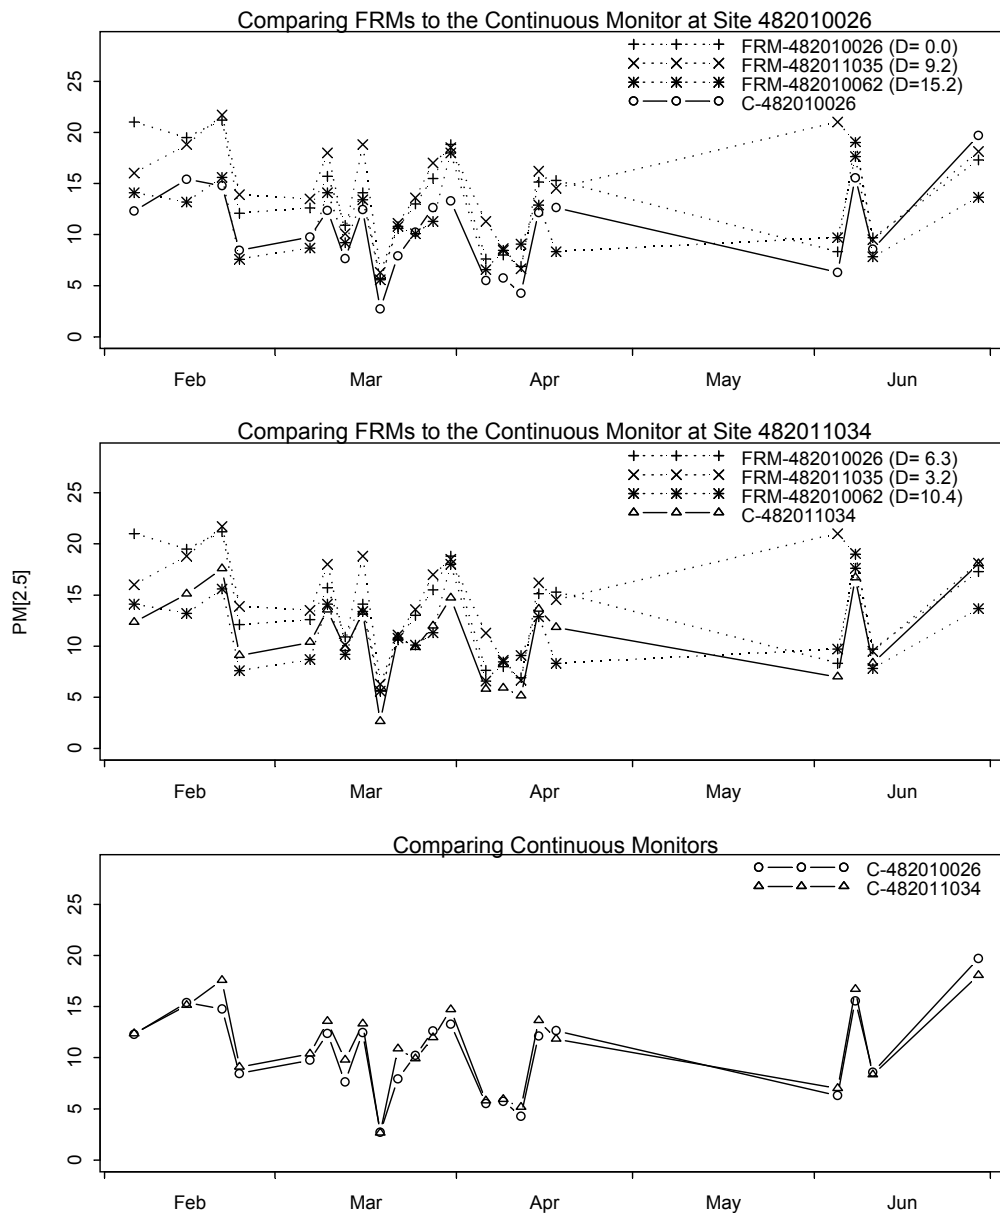 Comparing FRMs to the Continuous Monitor at Site 482010026
FRM-482010026 (D= 0.0)
FRM-482011035 (D= 9.2)
FRM-482010062 (D=15.2)
C-482010026
25
20
15
10
5
0
Feb Mar Apr May Jun
Comparing FRMs to the Continuous Monitor at Site 482011034
FRM-482010026 (D= 6.3)
FRM-482011035 (D= 3.2)
FRM-482010062 (D=10.4)
C-482011034
PM[2.5]
25
20
15
10
5
0
Feb Mar Apr May Jun
Comparing Continuous Monitors
C-482010026
C-482011034
25
20
15
10
5
0
Feb Mar Apr May Jun